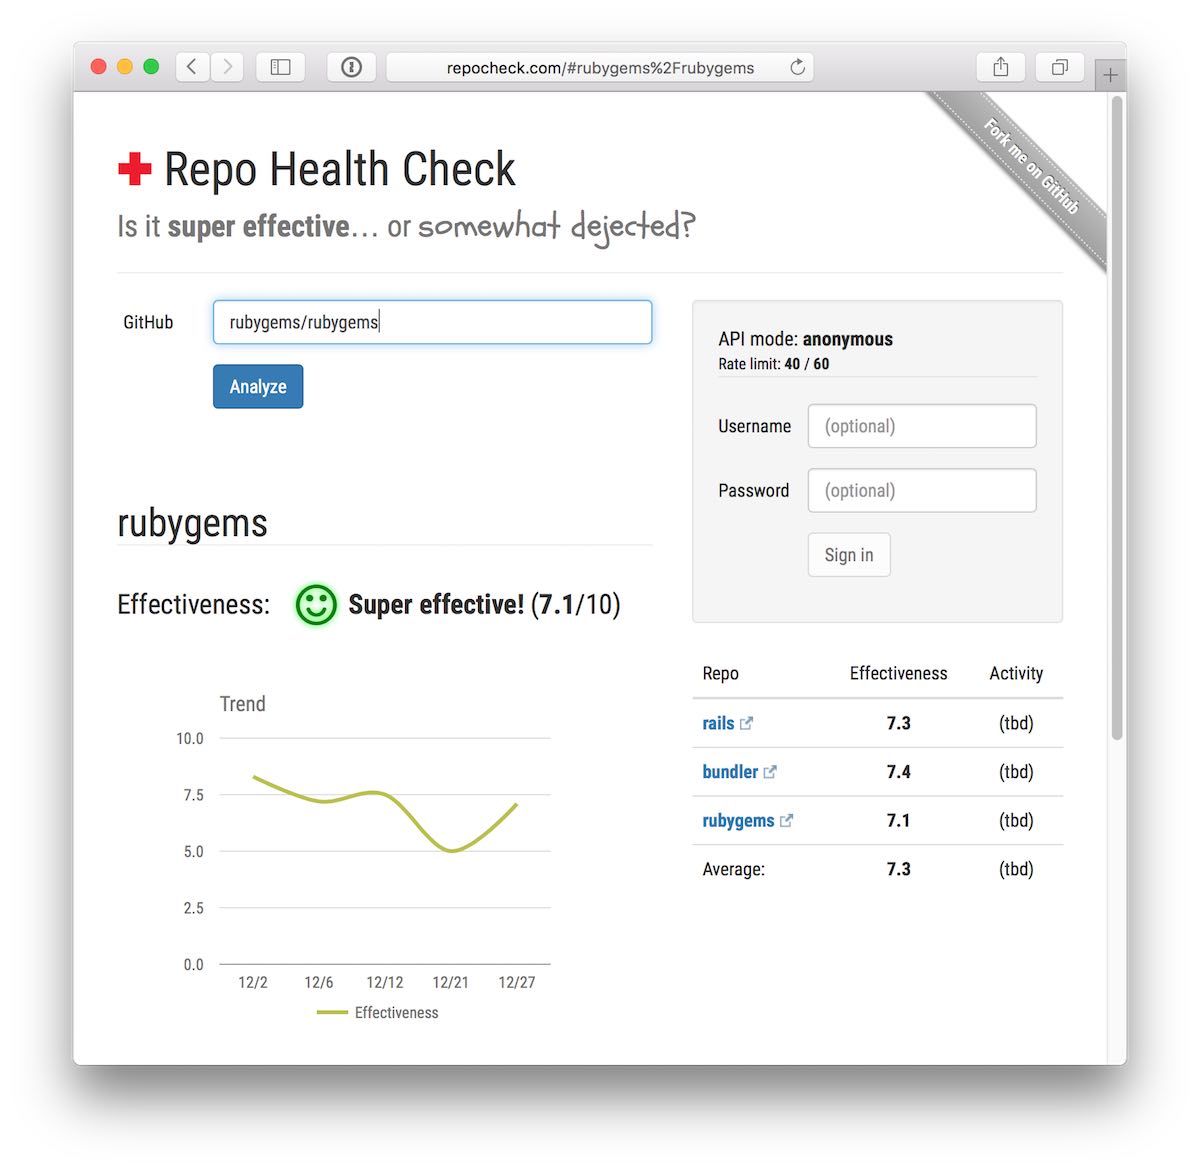 repocheck.com/#rubygems%2Frubygems
Fork me on GitHub
Repo Health Check
Is it super effective… or somewhat dejected?
GitHub
rubygems/rubygems
Analyze
API mode: anonymous
Rate limit: 40 / 60
Username (optional)
Password (optional)
Sign in
rubygems
Effectiveness: Super effective! (7.1/10)
Trend
10.0
7.5
5.0
2.5
0.0
12/2 12/6 12/12 12/21 12/27
Effectiveness
Repo Effectiveness Activity
rails 7.3 (tbd)
bundler 7.4 (tbd)
rubygems 7.1 (tbd)
Average: 7.3 (tbd)